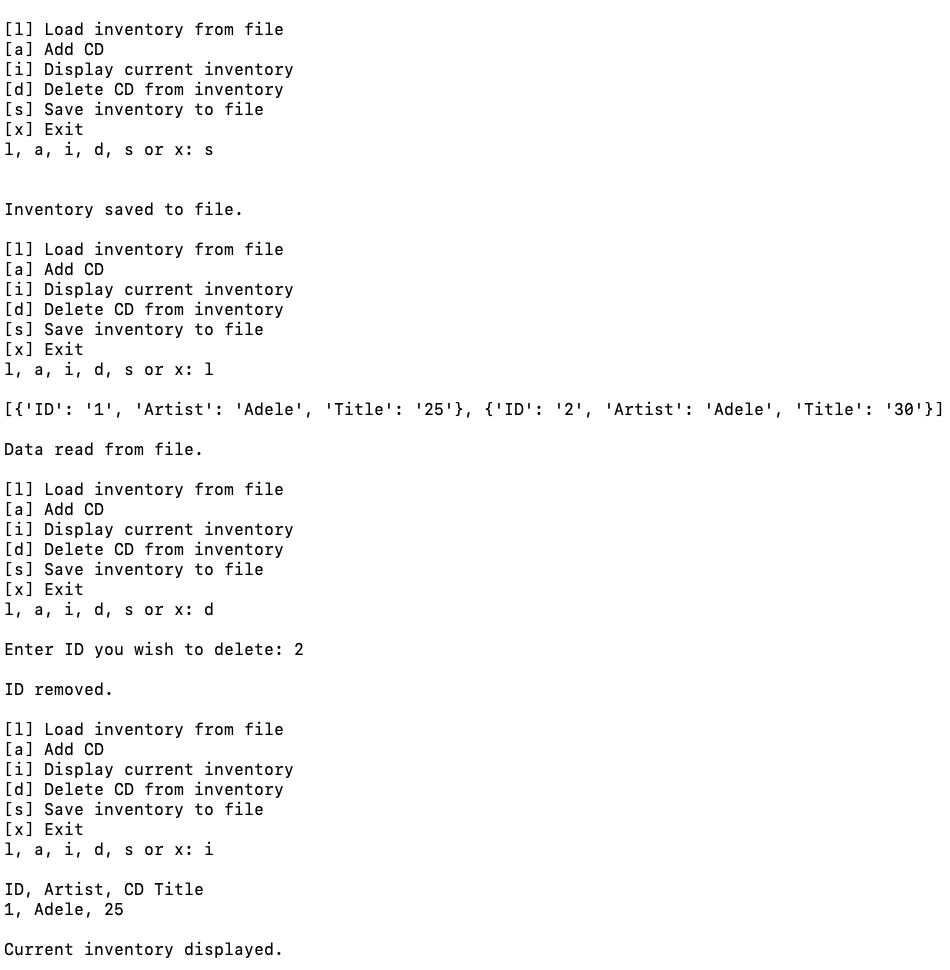 [l] Load inventory from file
[a] Add CD
[i] Display current inventory
[d] Delete CD from inventory
[s] Save inventory to file
[x] Exit
l, a, i, d, s or x: s
Inventory saved to file.
[l] Load inventory from file
[a] Add CD
[i] Display current inventory
[d] Delete CD from inventory
[s] Save inventory to file
[x] Exit
l, a, i, d, s or x: l
[{'ID': '1', 'Artist': 'Adele', 'Title': '25'}, {'ID': '2', 'Artist': 'Adele', 'Title': '30'}]
Data read from file.
[l] Load inventory from file
[a] Add CD
[i] Display current inventory
[d] Delete CD from inventory
[s] Save inventory to file
[x] Exit
l, a, i, d, s or x: d
Enter ID you wish to delete: 2
ID removed.
[l] Load inventory from file
[a] Add CD
[i] Display current inventory
[d] Delete CD from inventory
[s] Save inventory to file
[x] Exit
l, a, i, d, s or x: i
ID, Artist, CD Title
1, Adele, 25
Current inventory displayed.